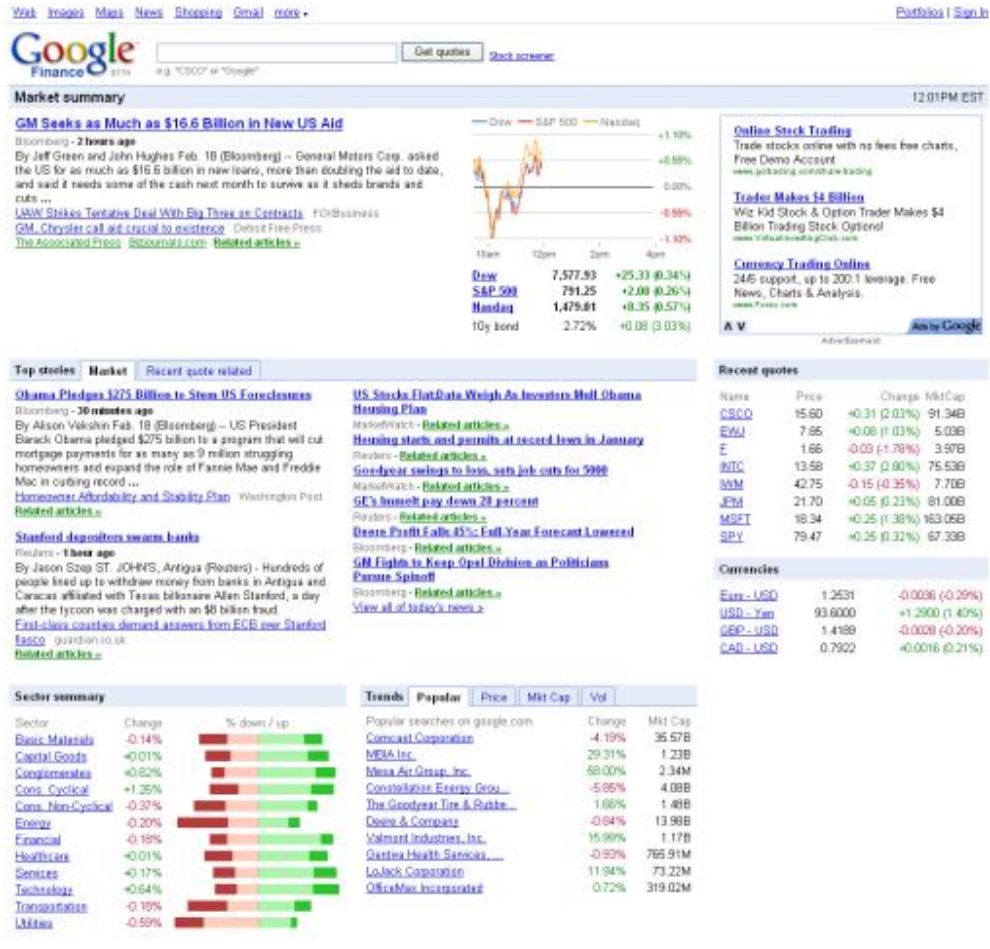 Web Images Maps News Shopping Gmail more
Portfolios | Sign In
Google
Finance BETA
Get quotes Stock screener
e.g. "CSCO" or "Google"
Market summary 12:01PM EST
GM Seeks as Much as $16.6 Billion in New US Aid
Bloomberg - 2 hours ago
By Jeff Green and John Hughes Feb. 18 (Bloomberg) -- General Motors Corp. asked
the US for as much as $16.6 billion in new loans, more than doubling the aid to date,
and said it needs some of the cash next month to survive as it sheds brands and
cuts ...
UAW Strikes Tentative Deal With Big Three on Contracts FOXBusiness
GM, Chrysler call aid crucial to existence Detroit Free Press
The Associated Press Bizjournals.com Related articles »
Dow S&P 500 Nasdaq
+1.10%
+0.55%
0.00%
-0.55%
-1.10%
10am 12pm 2pm 4pm
Dow 7,577.93 +25.33 (0.34%)
S&P 500 791.25 +2.08 (0.26%)
Nasdaq 1,479.01 +8.35 (0.57%)
10y bond 2.72% +0.08 (3.03%)
Online Stock Trading
Trade stocks online with no fees free charts,
Free Demo Account
Trader Makes $4 Billion
Wiz Kid Stock & Option Trader Makes $4
Billion Trading Stock Options!
www.VirtualInvestingClub.com
Currency Trading Online
24/5 support, up to 200:1 leverage. Free
News, Charts & Analysis.
www.Forex.com
Ads by Google
Advertisement
Top stories Market Recent quote related
Obama Pledges $275 Billion to Stem US Foreclosures
Bloomberg - 30 minutes ago
By Alison Vekshin Feb. 18 (Bloomberg) -- US President
Barack Obama pledged $275 billion to a program that will cut
mortgage payments for as many as 9 million struggling
homeowners and expand the role of Fannie Mae and Freddie
Mac in curbing record ...
Homeowner Affordability and Stability Plan Washington Post
Related articles »
Stanford depositors swarm banks
Reuters - 1 hour ago
By Jason Szep ST. JOHN'S, Antigua (Reuters) - Hundreds of
people lined up to withdraw money from banks in Antigua and
Caracas affiliated with Texas billionaire Allen Stanford, a day
after the tycoon was charged with an $8 billion fraud.
First-class counties demand answers from ECB over Stanford
fiasco guardian.co.uk
Related articles »
US Stocks Flat;Data Weigh As Investors Mull Obama
Housing Plan
MarketWatch - Related articles »
Housing starts and permits at record lows in January
Reuters - Related articles »
Goodyear swings to loss, sets job cuts for 5000
MarketWatch - Related articles »
GE's Immelt pay down 28 percent
Reuters - Related articles »
Deere Profit Falls 45%; Full-Year Forecast Lowered
Bloomberg - Related articles »
GM Fights to Keep Opel Division as Politicians
Pursue Spinoff
Bloomberg - Related articles »
View all of today's news »
Recent quotes
Name Price Change MktCap
CSCO 15.60 +0.31 (2.03%) 91.34B
EWJ 7.85 +0.08 (1.03%) 5.03B
F 1.66 -0.03 (-1.78%) 3.97B
INTC 13.58 +0.37 (2.80%) 75.53B
IWM 42.75 -0.15 (-0.35%) 7.70B
JPM 21.70 +0.05 (0.23%) 81.00B
MSFT 18.34 +0.25 (1.38%) 163.05B
SPY 79.47 +0.25 (0.32%) 67.33B
Currencies
Euro - USD 1.2531 -0.0036 (-0.29%)
USD - Yen 93.6000 +1.2900 (1.40%)
GBP - USD 1.4189 -0.0028 (-0.20%)
CAD - USD 0.7922 +0.0016 (0.21%)
Sector summary
Sector Change % down / up
Basic Materials -0.14%
Capital Goods +0.01%
Conglomerates +0.82%
Cons. Cyclical +1.25%
Cons. Non-Cyclical -0.37%
Energy -0.20%
Financial -0.18%
Healthcare +0.01%
Services +0.17%
Technology +0.64%
Transportation -0.18%
Utilities -0.59%
Trends Popular Price Mkt Cap Vol
Popular searches on google.com Change Mkt Cap
Comcast Corporation -4.19% 35.57B
MBIA Inc. 29.31% 1.23B
Mesa Air Group, Inc. 58.00% 2.34M
Constellation Energy Grou... -5.85% 4.08B
The Goodyear Tire & Rubbe... 1.66% 1.48B
Deere & Company -0.84% 13.98B
Valmont Industries, Inc. 15.99% 1.17B
Gentiva Health Services, ... -0.93% 765.91M
LoJack Corporation 11.94% 73.22M
OfficeMax Incorporated 0.72% 319.02M